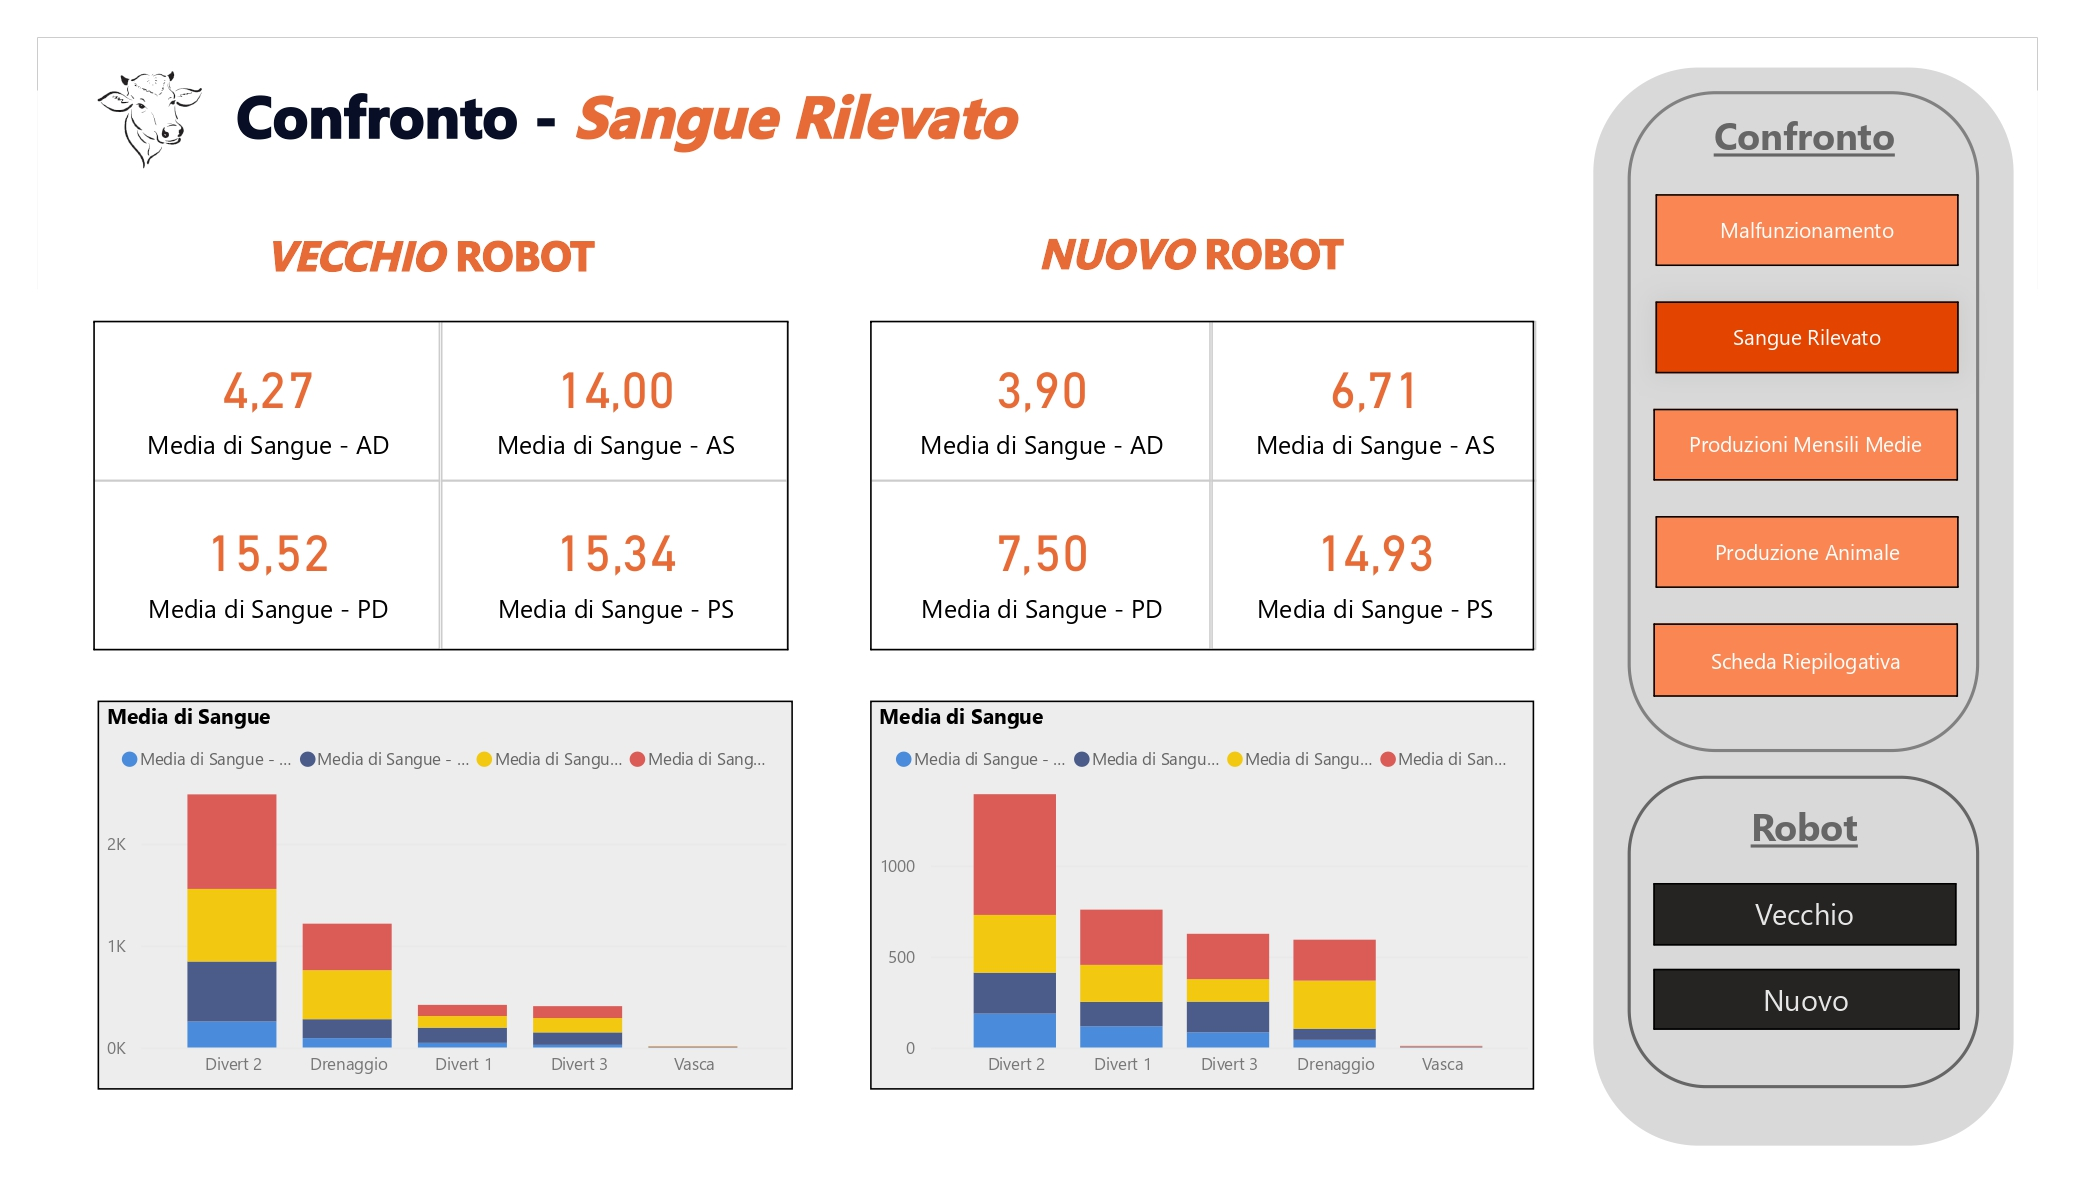 Confronto - Sangue Rilevato
VECCHIO ROBOT
4,27
Media di Sangue - AD
14,00
Media di Sangue - AS
15,52
Media di Sangue - PD
15,34
Media di Sangue - PS
Media di Sangue
Media di Sangue - ... Media di Sangue - ... Media di Sangu... Media di Sang...
2K
1K
0K
Divert 2 Drenaggio Divert 1 Divert 3 Vasca
NUOVO ROBOT
3,90
Media di Sangue - AD
6,71
Media di Sangue - AS
7,50
Media di Sangue - PD
14,93
Media di Sangue - PS
Media di Sangue
Media di Sangue - ... Media di Sangu... Media di Sangu... Media di San...
1000
500
0
Divert 2 Divert 1 Divert 3 Drenaggio Vasca
Confronto
Malfunzionamento
Sangue Rilevato
Produzioni Mensili Medie
Produzione Animale
Scheda Riepilogativa
Robot
Vecchio
Nuovo